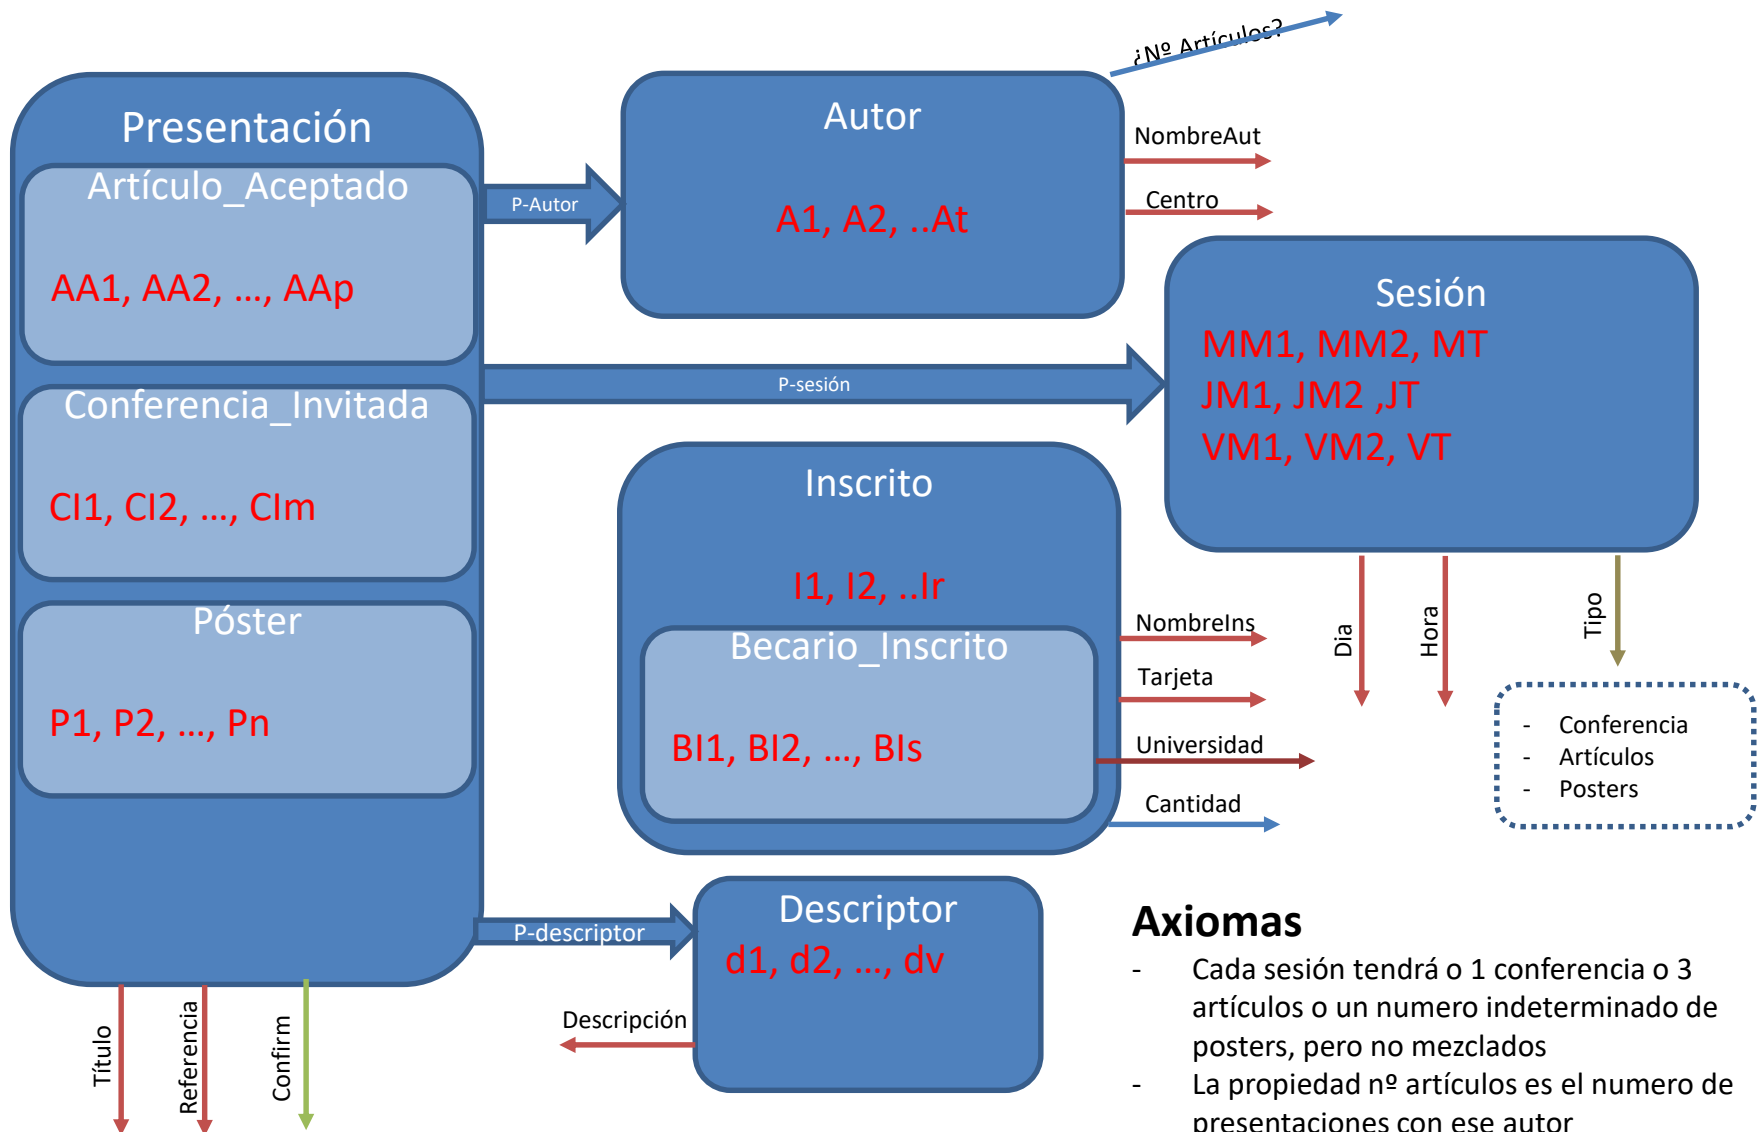 ¿Nº Artículos?
Presentación
Autor
NombreAut
Artículo_Aceptado
P-Autor
Centro
A1, A2, ..At
AA1, AA2, ..., AAp
Sesión
MM1, MM2, MT
JM1, JM2 ,JT
VM1, VM2, VT
P-sesión
Conferencia_Invitada
CI1, CI2, ..., CIm
Inscrito
I1, I2, ..Ir
NombreIns
Becario_Inscrito
Tarjeta
Universidad
BI1, BI2, ..., BIs
Cantidad
Dia
Hora
Tipo
- Conferencia
- Artículos
- Posters
Póster
P1, P2, ..., Pn
P-descriptor
Descriptor
d1, d2, ..., dv
Descripción
Título
Referencia
Confirm
Axiomas
- Cada sesión tendrá o 1 conferencia o 3
artículos o un numero indeterminado de
posters, pero no mezclados
- La propiedad nº artículos es el numero de
presentaciones con ese autor